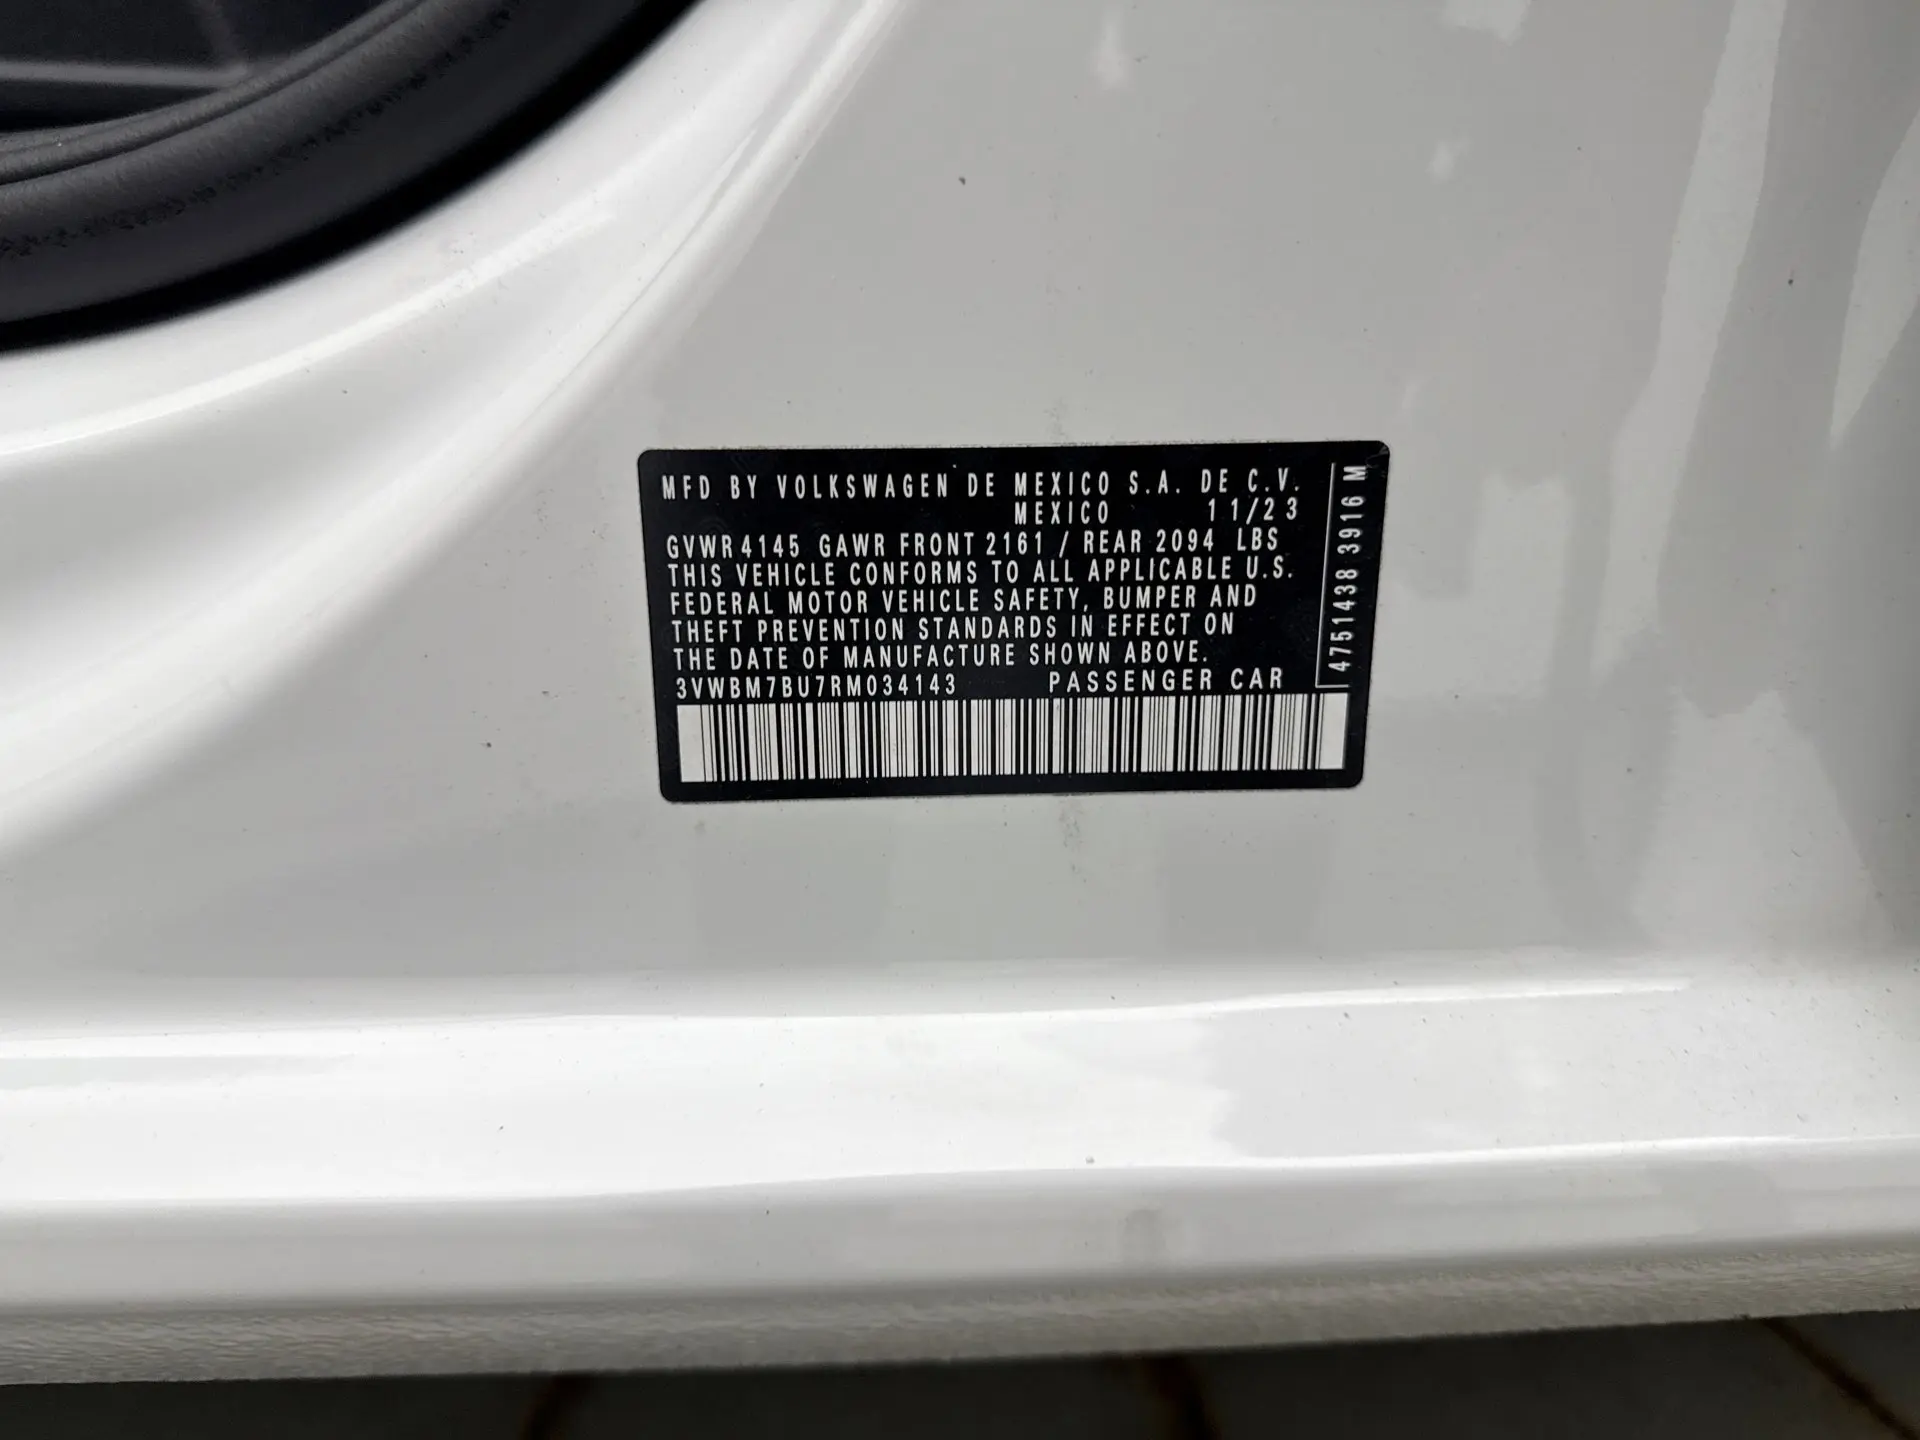 MFD BY VOLKSWAGEN DE MEXICO S.A. DE C.V.
MEXICO 11/23
GVWR 4145 GAWR FRONT 2161 / REAR 2094 LBS
THIS VEHICLE CONFORMS TO ALL APPLICABLE U.S.
FEDERAL MOTOR VEHICLE SAFETY, BUMPER AND
THEFT PREVENTION STANDARDS IN EFFECT ON
THE DATE OF MANUFACTURE SHOWN ABOVE.
3VWBM7BU7RM034143 PASSENGER CAR
4751438 3916 M